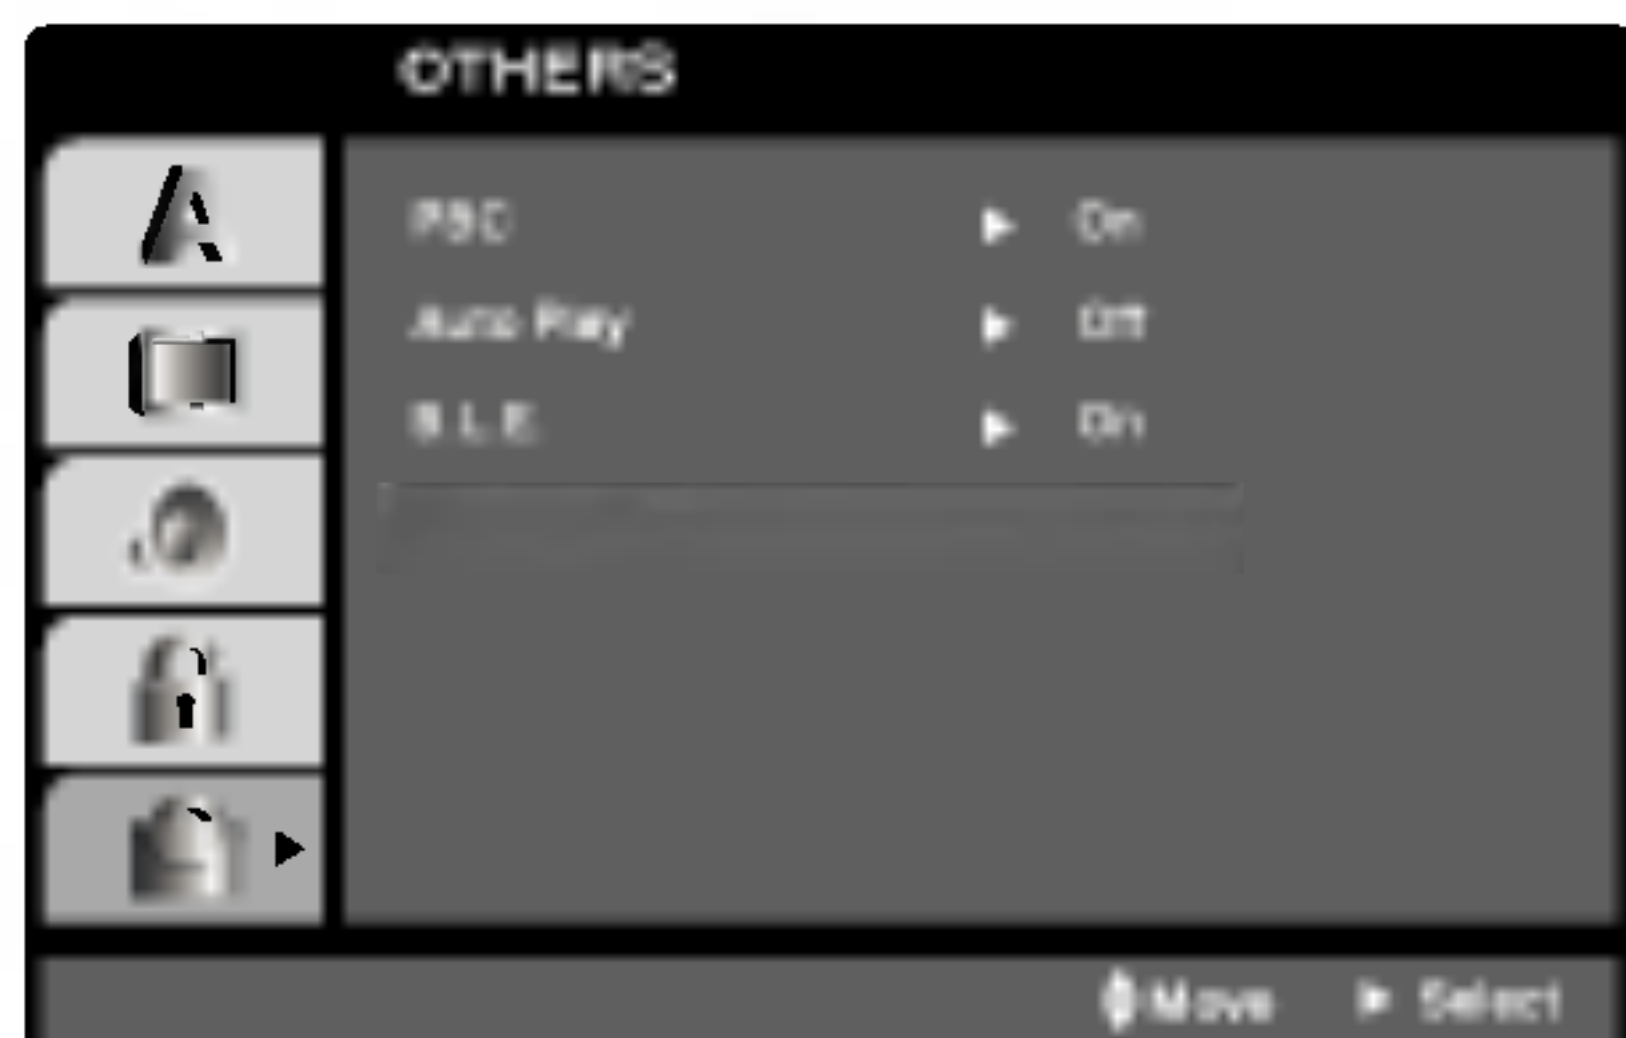 OTHERS
PBC ► On
Auto Play ► Off
B.L.E. ► On
Move ► Select